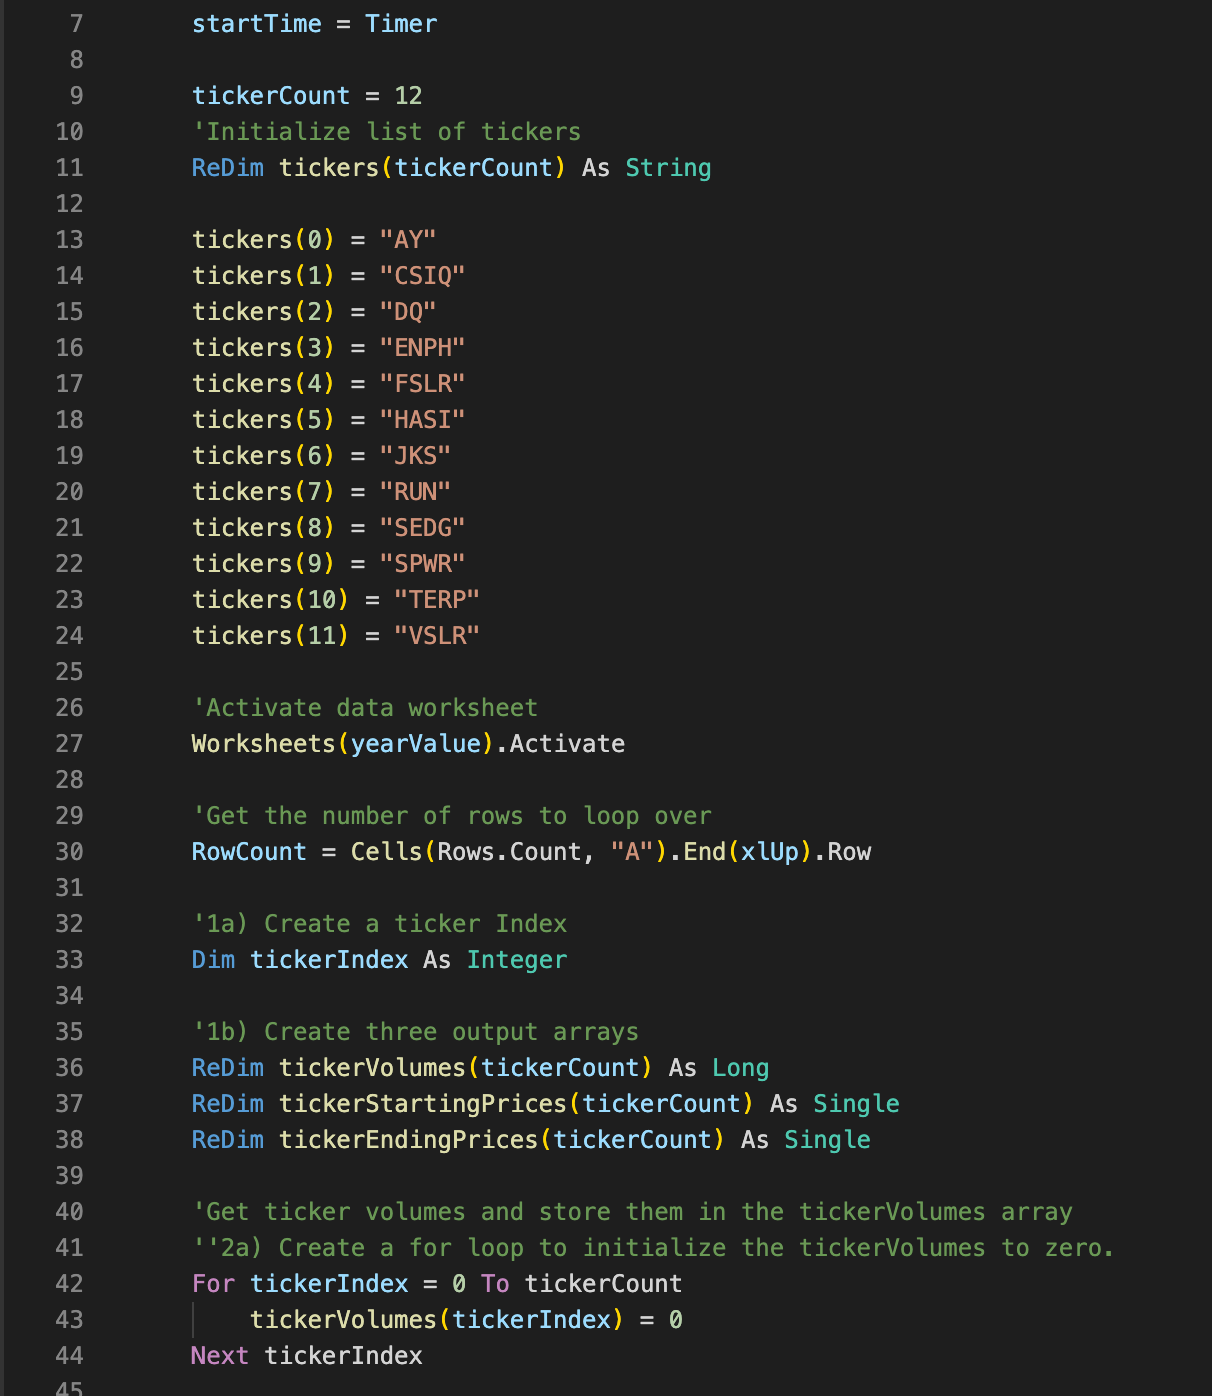 7 startTime = Timer
8
9 tickerCount = 12
10 'Initialize list of tickers
11 ReDim tickers(tickerCount) As String
12
13 tickers(0) = "AY"
14 tickers(1) = "CSIQ"
15 tickers(2) = "DQ"
16 tickers(3) = "ENPH"
17 tickers(4) = "FSLR"
18 tickers(5) = "HASI"
19 tickers(6) = "JKS"
20 tickers(7) = "RUN"
21 tickers(8) = "SEDG"
22 tickers(9) = "SPWR"
23 tickers(10) = "TERP"
24 tickers(11) = "VSLR"
25
26 'Activate data worksheet
27 Worksheets(yearValue).Activate
28
29 'Get the number of rows to loop over
30 RowCount = Cells(Rows.Count, "A").End(xlUp).Row
31
32 '1a) Create a ticker Index
33 Dim tickerIndex As Integer
34
35 '1b) Create three output arrays
36 ReDim tickerVolumes(tickerCount) As Long
37 ReDim tickerStartingPrices(tickerCount) As Single
38 ReDim tickerEndingPrices(tickerCount) As Single
39
40 'Get ticker volumes and store them in the tickerVolumes array
41 ''2a) Create a for loop to initialize the tickerVolumes to zero.
42 For tickerIndex = 0 To tickerCount
43 tickerVolumes(tickerIndex) = 0
44 Next tickerIndex
45